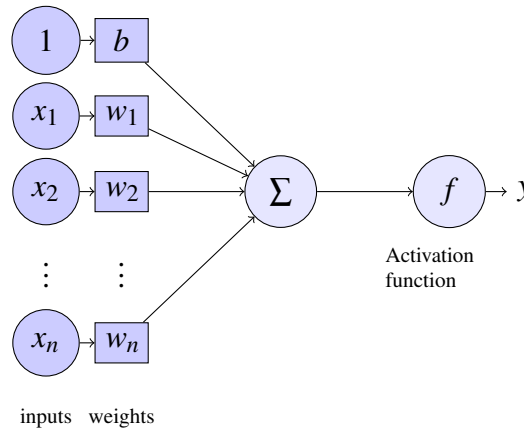 1 b
x₁ w₁
x₂ w₂ Σ f y
Activation
function
⋮ ⋮
xₙ wₙ
inputs weights